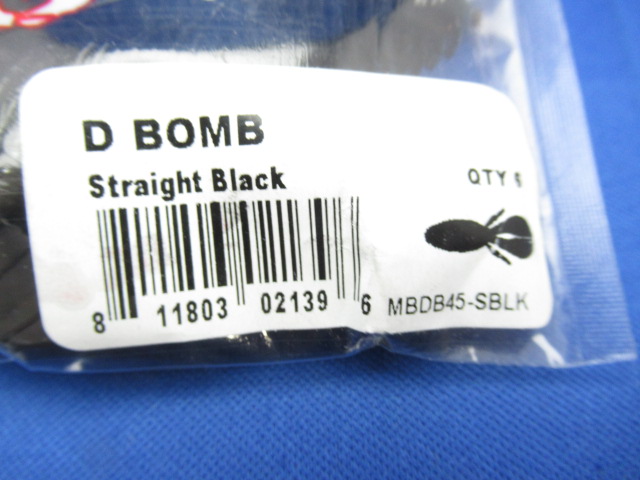 D BOMB
Straight Black
QTY 6
8 11803 02139 6
MBDB45-SBLK